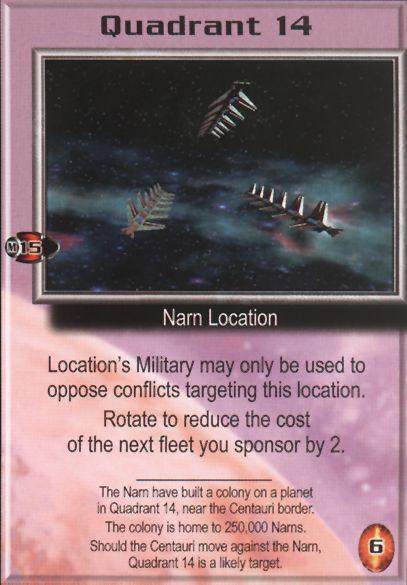 Quadrant 14
M 15
Narn Location
Location's Military may only be used to
oppose conflicts targeting this location.
Rotate to reduce the cost
of the next fleet you sponsor by 2.
The Narn have built a colony on a planet
in Quadrant 14, near the Centauri border.
The colony is home to 250,000 Narns.
Should the Centauri move against the Narn,
Quadrant 14 is a likely target.
6